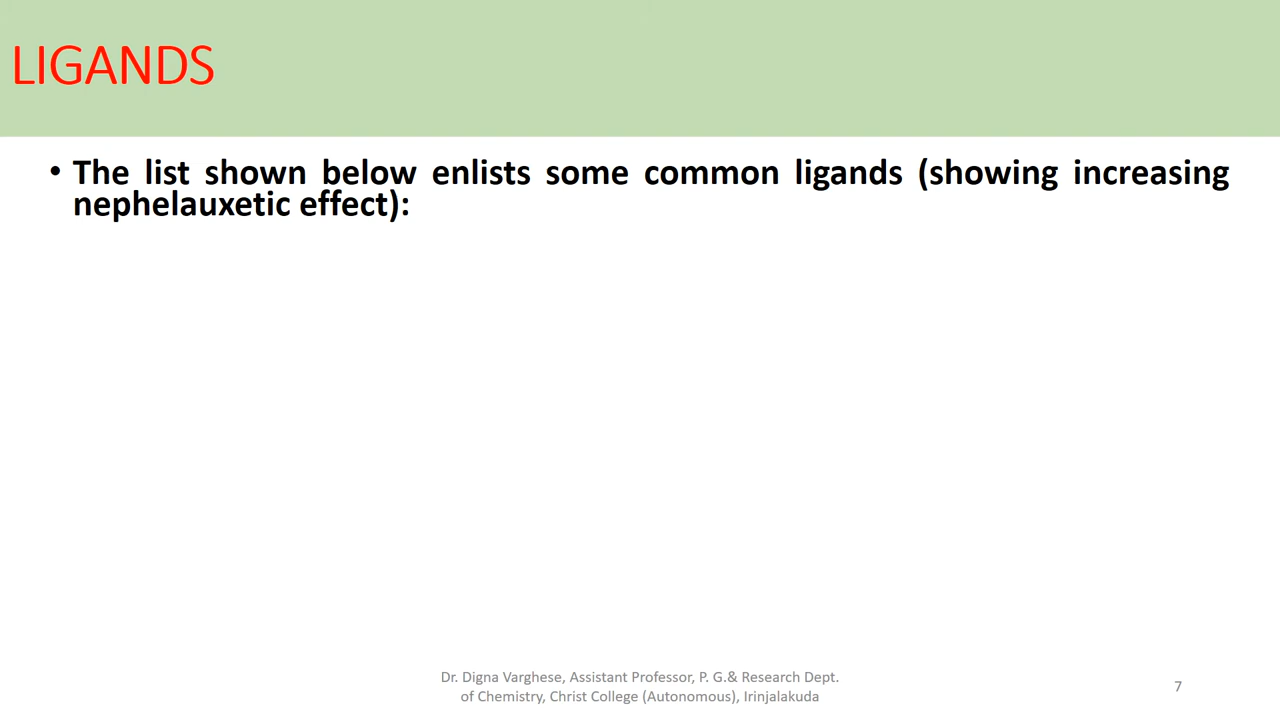 LIGANDS
• The list shown below enlists some common ligands (showing increasing
nephelauxetic effect):
Dr. Digna Varghese, Assistant Professor, P. G.& Research Dept.
of Chemistry, Christ College (Autonomous), Irinjalakuda
7